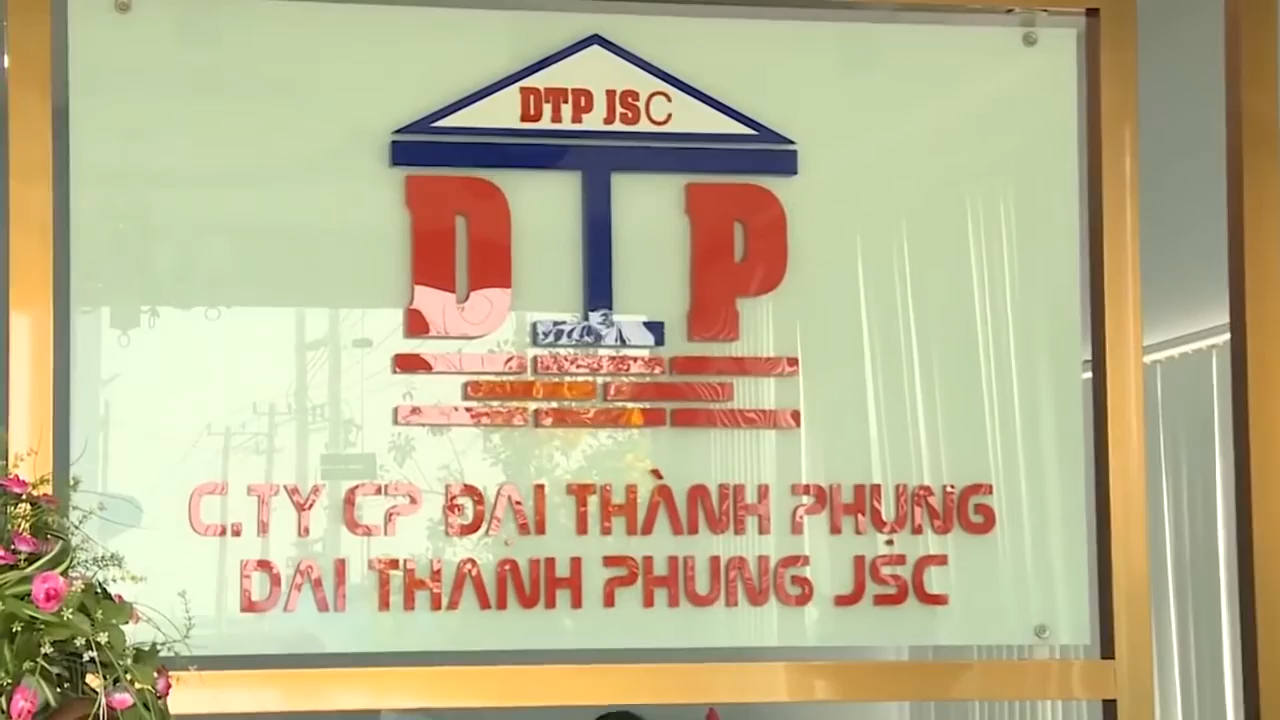 DTP JSC
DTP
C.TY CP ĐẠI THÀNH PHỤNG
DAI THANH PHUNG JSC